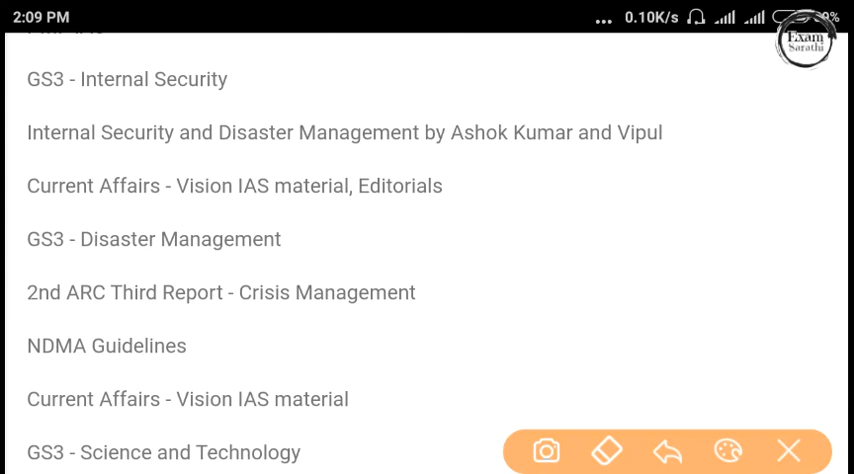 2:09 PM
0.10K/s
Exam
Sarathi
GS3 - Internal Security
Internal Security and Disaster Management by Ashok Kumar and Vipul
Current Affairs - Vision IAS material, Editorials
GS3 - Disaster Management
2nd ARC Third Report - Crisis Management
NDMA Guidelines
Current Affairs - Vision IAS material
GS3 - Science and Technology